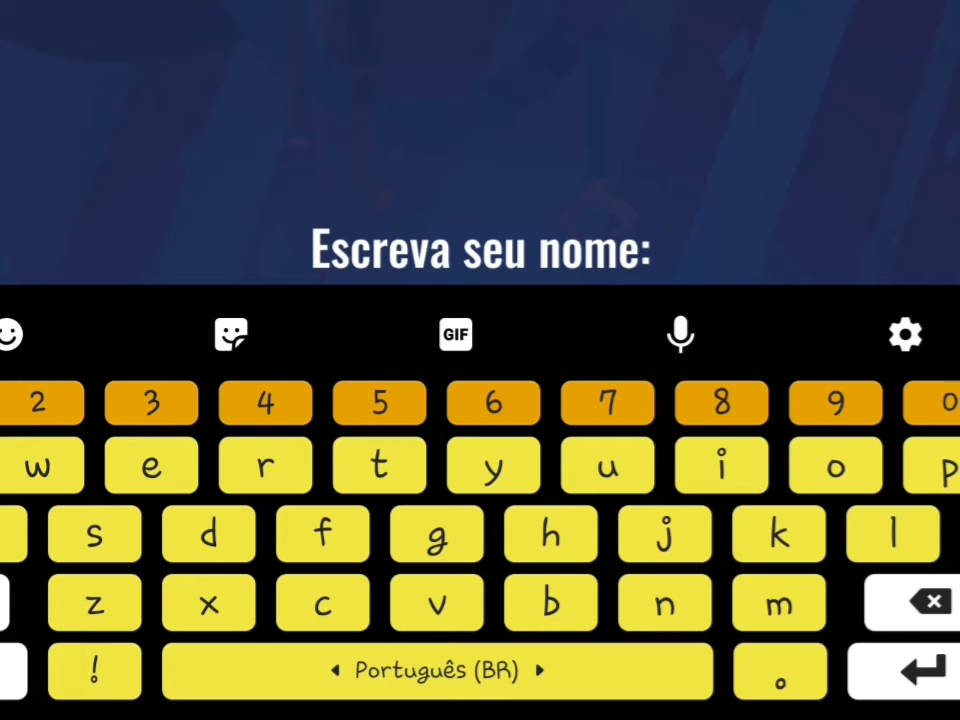 Escreva seu nome:
GIF
2 3 4 5 6 7 8 9 0
w e r t y u i o p
s d f g h j k l
z x c v b n m
! Português (BR) .